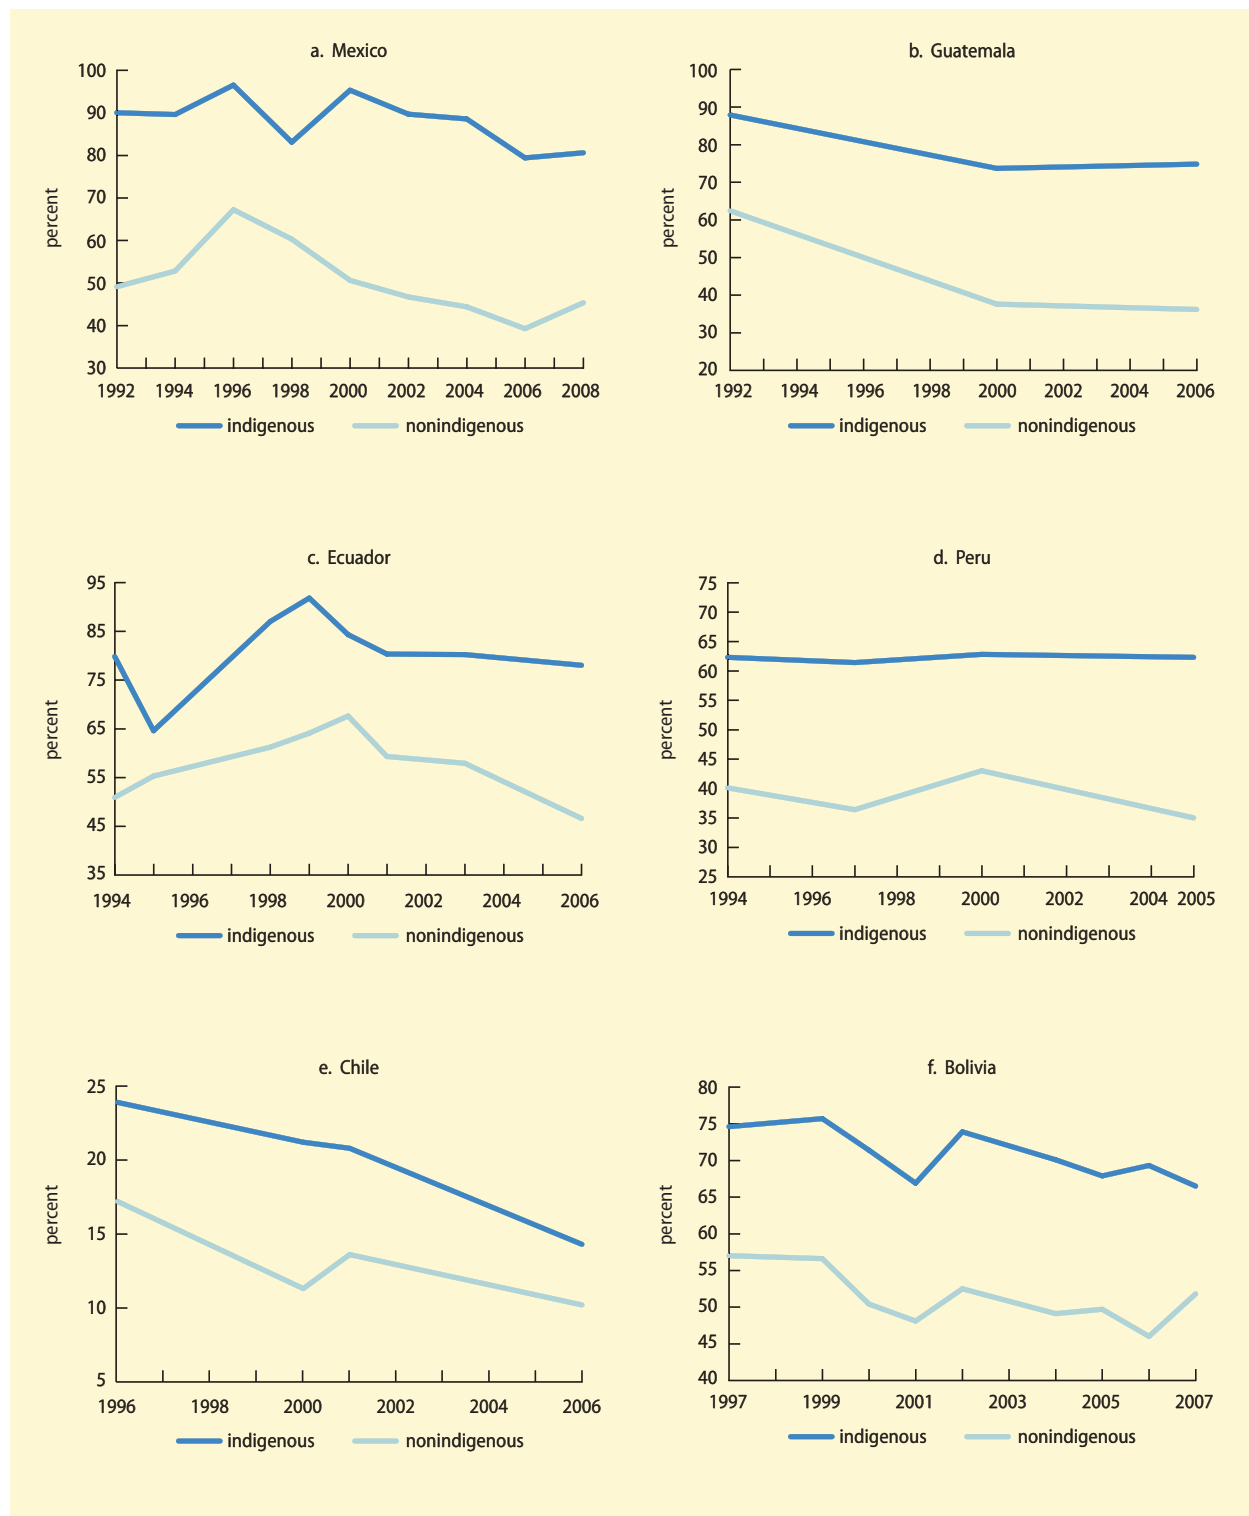 a. Mexico
100
90
80
70
60
50
40
30
percent
1992 1994 1996 1998 2000 2002 2004 2006 2008
indigenous nonindigenous
b. Guatemala
100
90
80
70
60
50
40
30
20
percent
1992 1994 1996 1998 2000 2002 2004 2006
indigenous nonindigenous
c. Ecuador
95
85
75
65
55
45
35
percent
1994 1996 1998 2000 2002 2004 2006
indigenous nonindigenous
d. Peru
75
70
65
60
55
50
45
40
35
30
25
percent
1994 1996 1998 2000 2002 2004 2005
indigenous nonindigenous
e. Chile
25
20
15
10
5
percent
1996 1998 2000 2002 2004 2006
indigenous nonindigenous
f. Bolivia
80
75
70
65
60
55
50
45
40
percent
1997 1999 2001 2003 2005 2007
indigenous nonindigenous